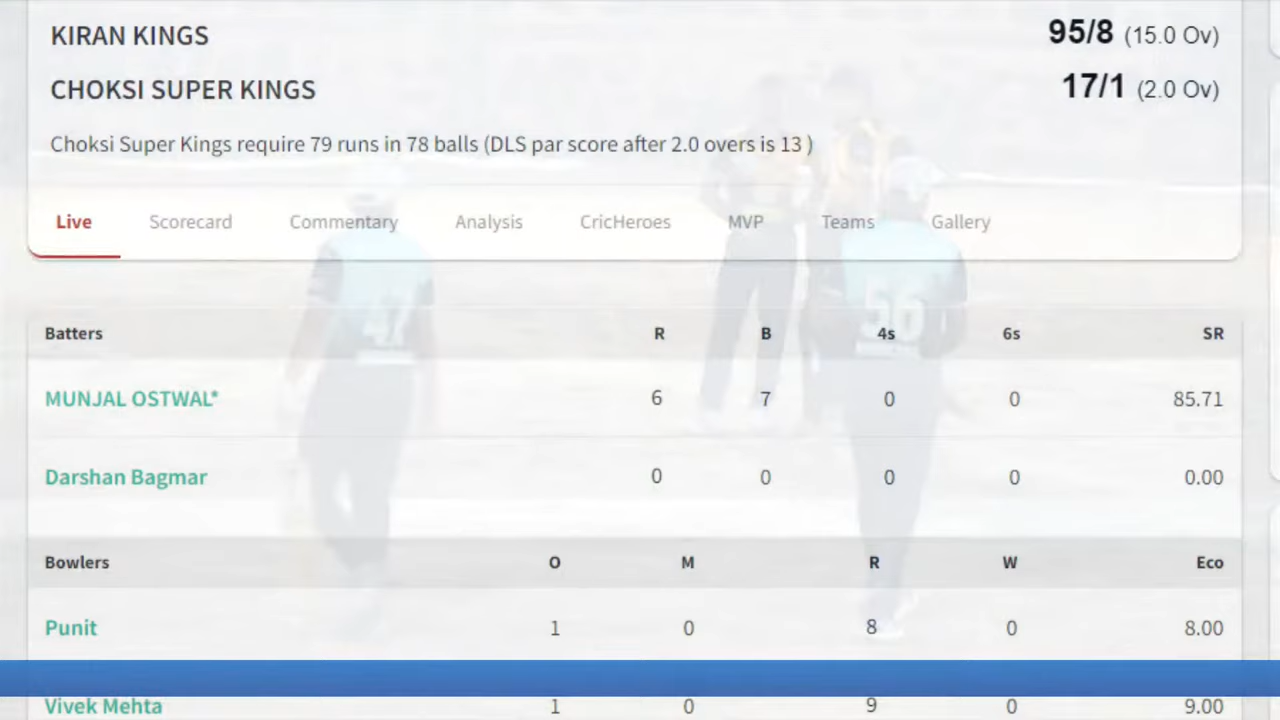 KIRAN KINGS 95/8 (15.0 Ov)
CHOKSI SUPER KINGS 17/1 (2.0 Ov)
Choksi Super Kings require 79 runs in 78 balls (DLS par score after 2.0 overs is 13 )
Live Scorecard Commentary Analysis CricHeroes MVP Teams Gallery
Batters R B 4s 6s SR
MUNJAL OSTWAL* 6 7 0 0 85.71
Darshan Bagmar 0 0 0 0 0.00
Bowlers O M R W Eco
Punit 1 0 8 0 8.00
Vivek Mehta 1 0 9 0 9.00
47
56